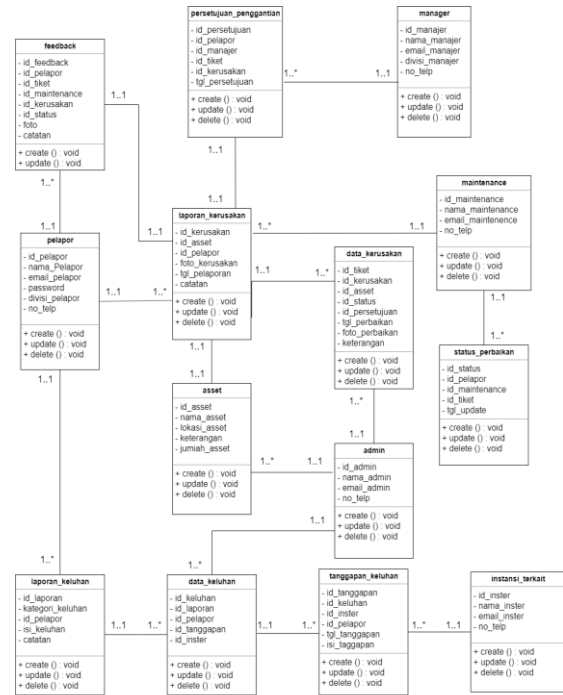 persetujuan_penggantian
- id_persetujuan
- id_pelapor
- id_manajer
- id_tiket
- id_kerusakan
- tgl_persetujuan
+ create () : void
+ update () : void
+ delete () : void
manager
- id_manajer
- nama_manajer
- email_manajer
- divisi_manajer
- no_telp
+ create () : void
+ update () : void
+ delete () : void
1..*
1..1
feedback
- id_feedback
- id_pelapor
- id_tiket
- id_maintenance
- id_kerusakan
- id_status
- foto
- catatan
+ create () : void
+ update () : void
1..1
1..*
1..1
1..1
1..1
1..1
pelapor
- id_pelapor
- nama_Pelapor
- email_pelapor
- password
- divisi_pelapor
- no_telp
+ create () : void
+ update () : void
+ delete () : void
1..1
1..*
1..1
laporan_kerusakan
- id_kerusakan
- id_asset
- id_pelapor
- foto_kerusakan
- tgl_pelaporan
- catatan
+ create () : void
+ update () : void
+ delete () : void
1..*
1..*
1..1
1..*
1..1
1..1
maintenance
- id_maintenance
- nama_maintenance
- email_maintenence
- no_telp
+ create () : void
+ update () : void
+ delete () : void
1..1
1..1
data_kerusakan
- id_tiket
- id_kerusakan
- id_asset
- id_status
- id_persetujuan
- tgl_perbaikan
- foto_perbaikan
- keterangan
+ create () : void
+ update () : void
+ delete () : void
1..*
1..1
status_perbaikan
- id_status
- id_pelapor
- id_maintenance
- id_tiket
- tgl_update
+ create () : void
+ update () : void
+ delete () : void
asset
- id_asset
- nama_asset
- lokasi_asset
- keterangan
- jumiah_asset
+ create () : void
+ update () : void
+ delete () : void
1..*
1..1
admin
- id_admin
- nama_admin
- email_admin
- no_telp
+ create () : void
+ update () : void
+ delete () : void
1..1
1..*
1..*
laporan_keluhan
- id_laporan
- kategori_keluhan
- id_pelapor
- isi_keluhan
- catatan
+ create () : void
+ update () : void
+ delete () : void
1..1
1..1
data_keluhan
- id_keluhan
- id_laporan
- id_pelapor
- id_tanggapan
- id_inster
+ create () : void
+ update () : void
+ delete () : void
1..1
1..*
tanggapan_keluhan
- id_tanggapan
- id_keluhan
- id_inster
- id_pelapor
- tgl_tanggapan
- isi_taggapan
+ create () : void
+ update () : void
+ delete () : void
1..*
1..*
instansi_terkait
- id_inster
- nama_inster
- email_inster
- no_telp
+ create () : void
+ update () : void
+ delete () : void